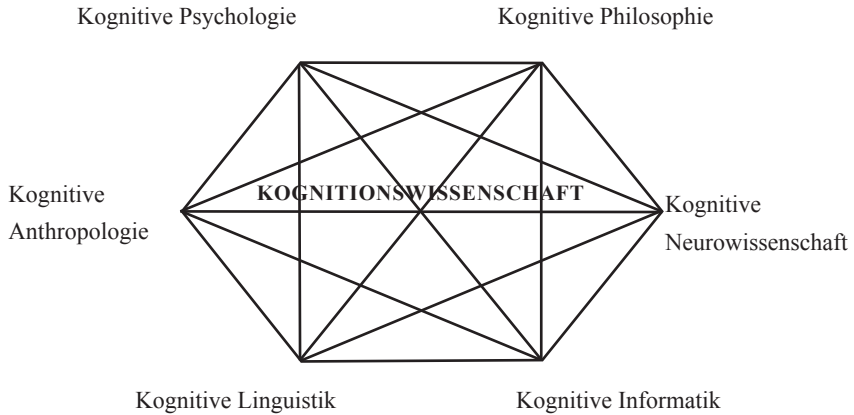 Kognitive Psychologie
Kognitive Philosophie
KOGNITIONSWISSENSCHAFT
Kognitive
Anthropologie
Kognitive
Neurowissenschaft
Kognitive Linguistik
Kognitive Informatik